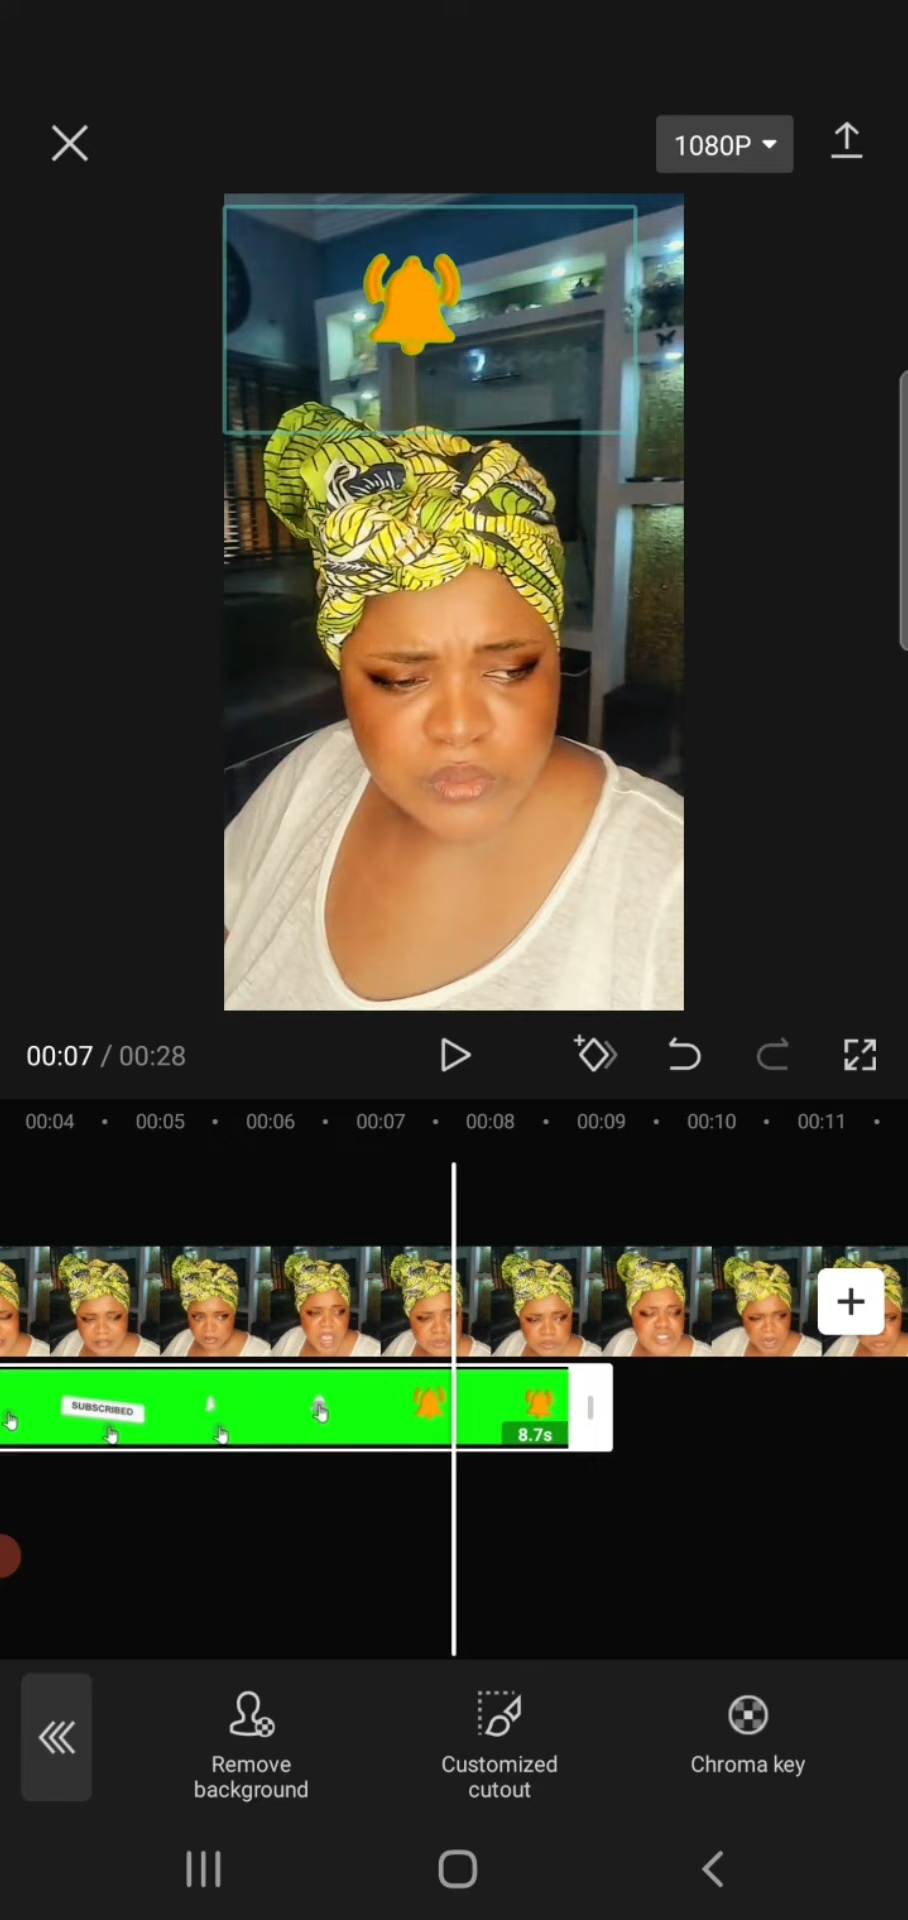 1080P
00:07 / 00:28
00:04 00:05 00:06 00:07 00:08 00:09 00:10 00:11
SUBSCRIBED
8.7s
Remove
background
Customized
cutout
Chroma key